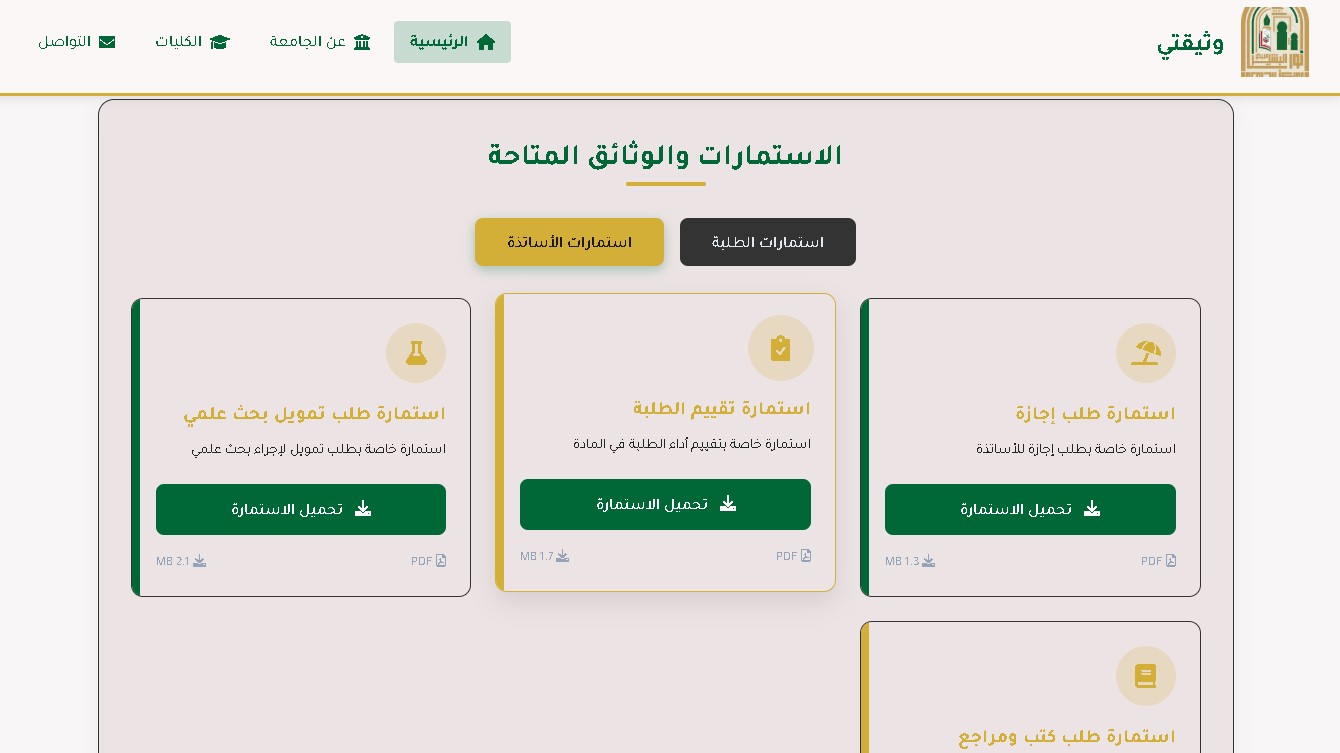 وثيقتي
الرئيسية
عن الجامعة
الكليات
التواصل
الاستمارات والوثائق المتاحة
استمارات الطلبة
استمارات الأساتذة
استمارة طلب إجازة
استمارة خاصة بطلب إجازة للأساتذة
تحميل الاستمارة
PDF
1.3 MB
استمارة تقييم الطلبة
استمارة خاصة بتقييم أداء الطلبة في المادة
تحميل الاستمارة
PDF
1.7 MB
استمارة طلب تمويل بحث علمي
استمارة خاصة بطلب تمويل لإجراء بحث علمي
تحميل الاستمارة
PDF
2.1 MB
استمارة طلب كتب ومراجع